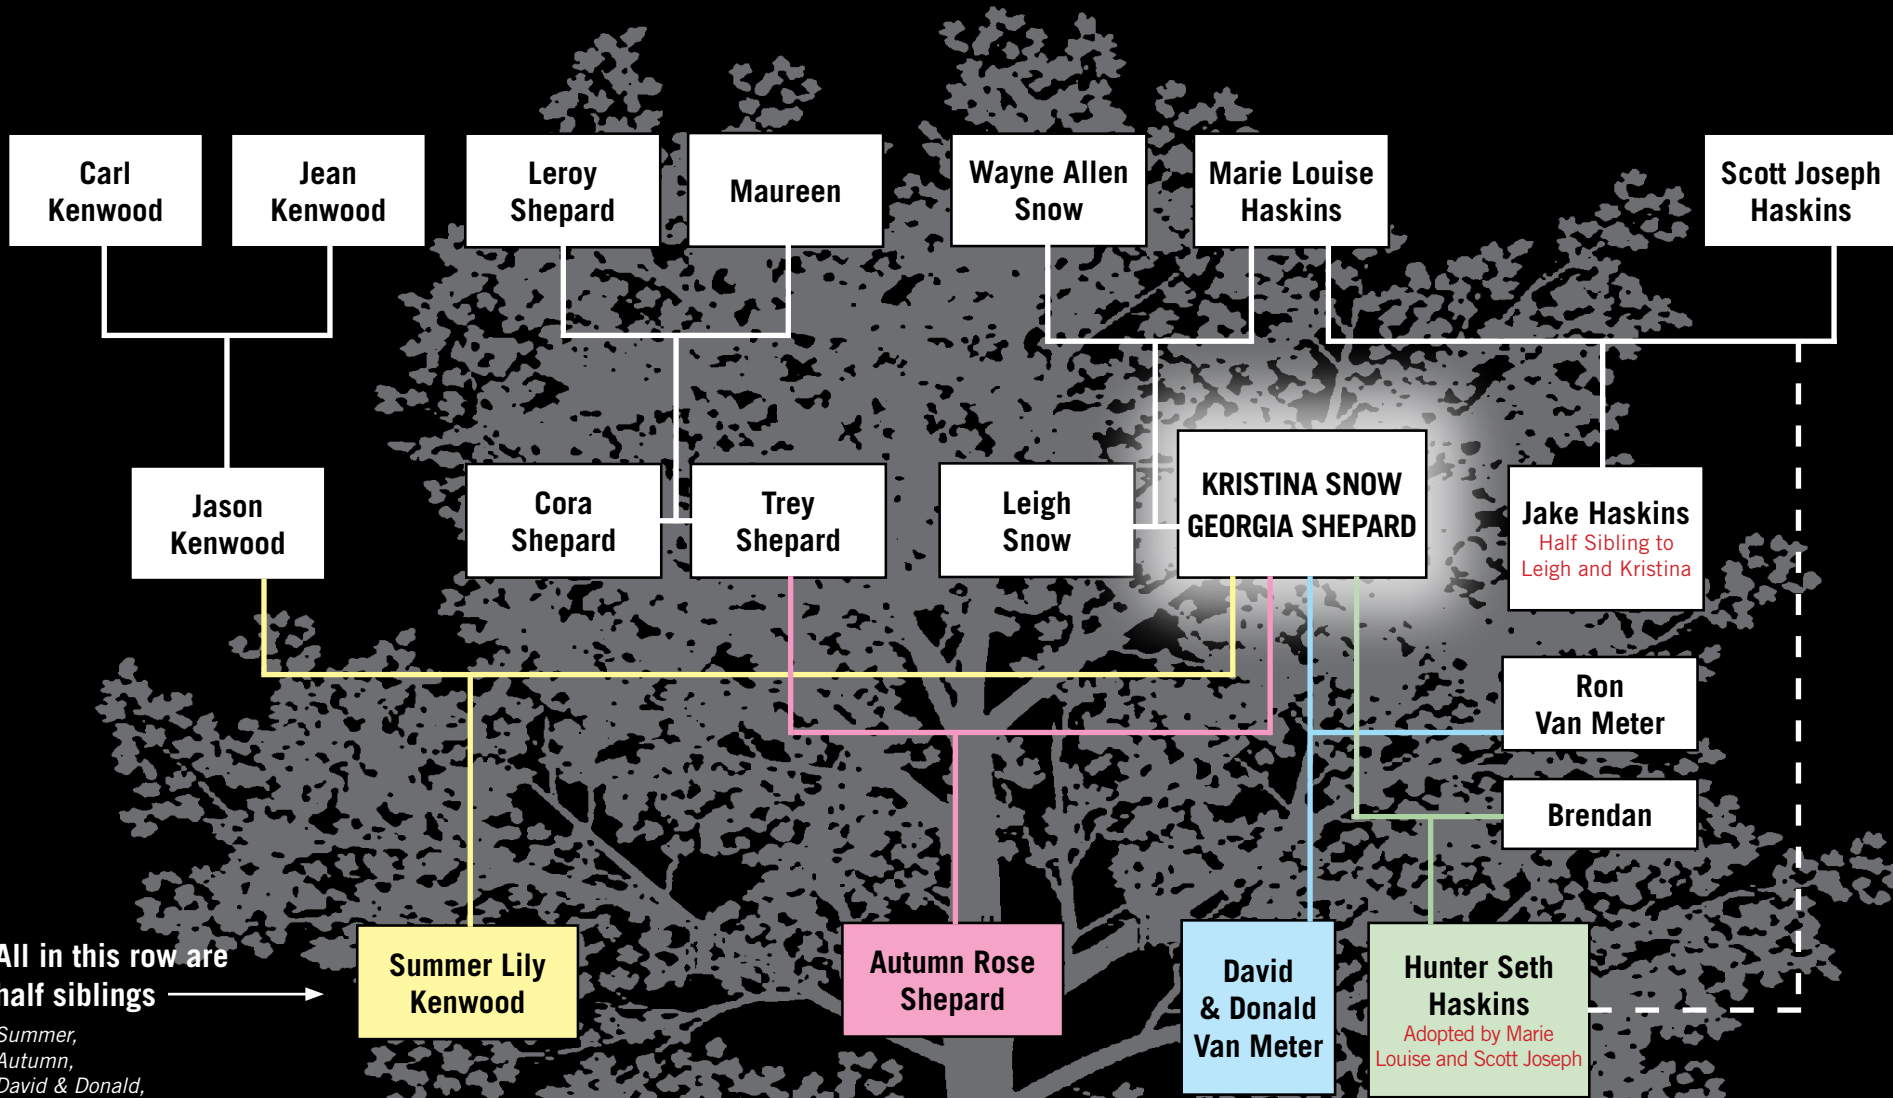 Carl
Kenwood
Jean
Kenwood
Leroy
Shepard
Maureen
Wayne Allen
Snow
Marie Louise
Haskins
Scott Joseph
Haskins
Jason
Kenwood
Cora
Shepard
Trey
Shepard
Leigh
Snow
KRISTINA SNOW
GEORGIA SHEPARD
Jake Haskins
Half Sibling to
Leigh and Kristina
Ron
Van Meter
Brendan
All in this row are
half siblings
Summer,
Autumn,
David & Donald,
Summer Lily
Kenwood
Autumn Rose
Shepard
David
& Donald
Van Meter
Hunter Seth
Haskins
Adopted by Marie
Louise and Scott Joseph